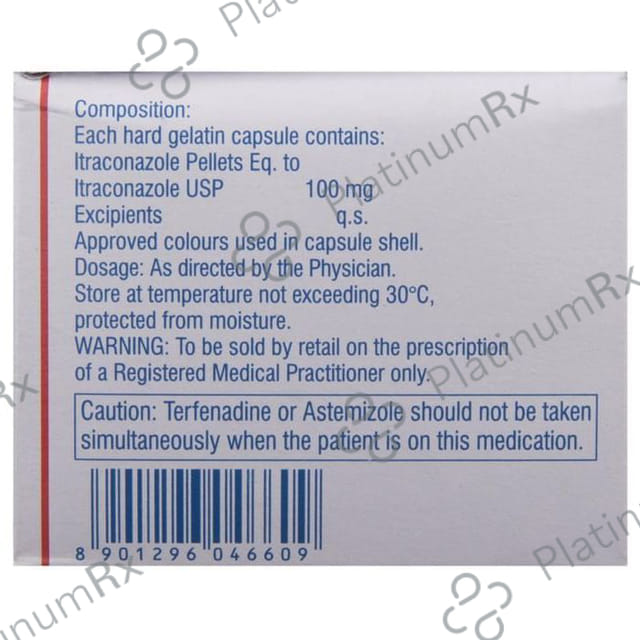 PlatinumRx
Composition:
Each hard gelatin capsule contains:
Itraconazole Pellets Eq. to
Itraconazole USP 100 mg
Excipients q.s.
Approved colours used in capsule shell.
Dosage: As directed by the Physician.
Store at temperature not exceeding 30°C,
protected from moisture.
WARNING: To be sold by retail on the prescription
of a Registered Medical Practitioner only.
Caution: Terfenadine or Astemizole should not be taken
simultaneously when the patient is on this medication.
8 901296 046609
PlatinumRx
PlatinumRx
PlatinumRx
PlatinumRx